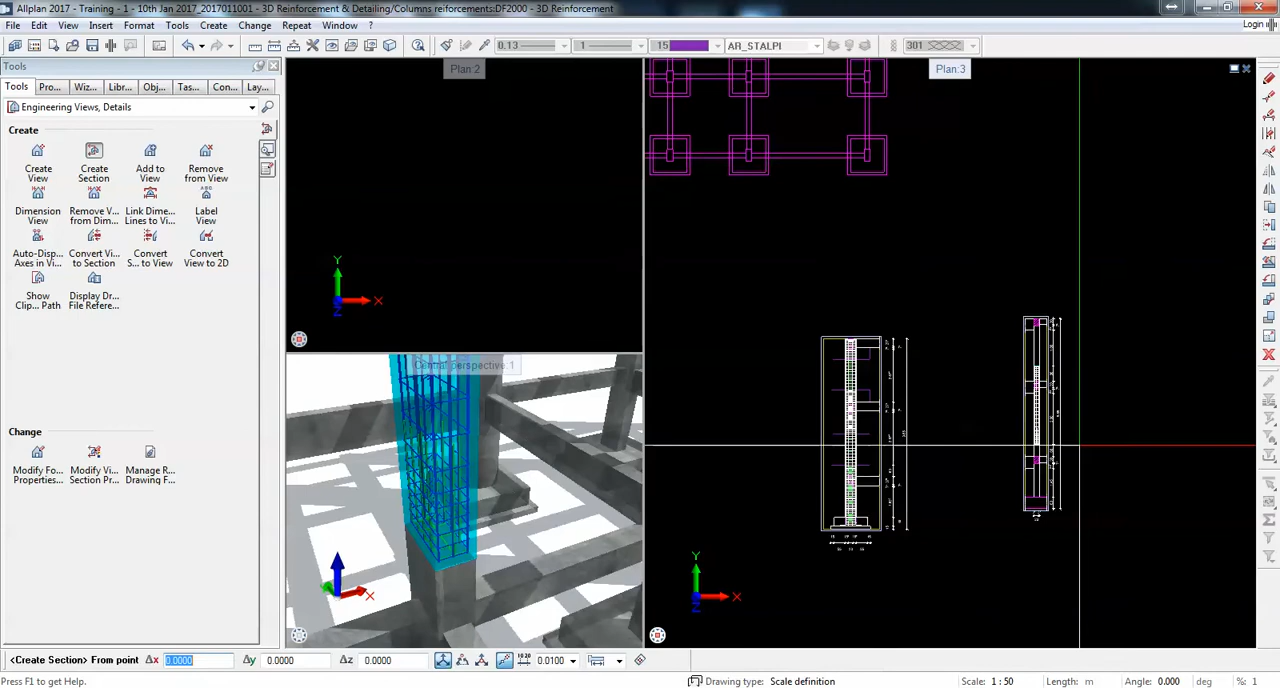 Allplan 2017 - Training - 1 - 10th Jan 2017_2017011001 - 3D Reinforcement & Detailing/Columns reiforcements:DF2000 - 3D Reinforcement
File Edit View Insert Format Tools Create Change Repeat Window ?
Login
0.13 1 15 AR_STALPI 301
Tools
Plan:2
Plan:3
Tools Pro... Wiz... Libr... Obj... Tas... Con... Lay...
Engineering Views, Details
Create
Create View
Create Section
Add to View
Remove from View
Dimension View
Remove V... from Dim...
Link Dime... Lines to Vi...
Label View
Auto-Disp... Axes in Vi...
Convert Vi... to Section
Convert S... to View
Convert View to 2D
Show Clip... Path
Display Dr... File Refere...
Y
X
Z
Central perspective:1
Change
Modify Fo... Properties...
Modify Vi... Section Pr...
Manage R... Drawing F...
X
Y
X
Z
<Create Section> From point Δx 0.0000 Δy 0.0000 Δz 0.0000 0.0100
Press F1 to get Help.
Drawing type: Scale definition Scale: 1 : 50 Length: m Angle: 0.000 deg %: 1